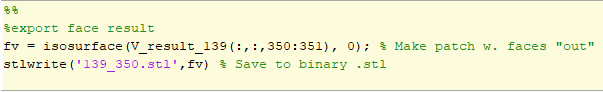 %%
%export face result
fv = isosurface(V_result_139(:,:,350:351), 0); % Make patch w. faces "out"
stlwrite('139_350.stl',fv) % Save to binary .stl